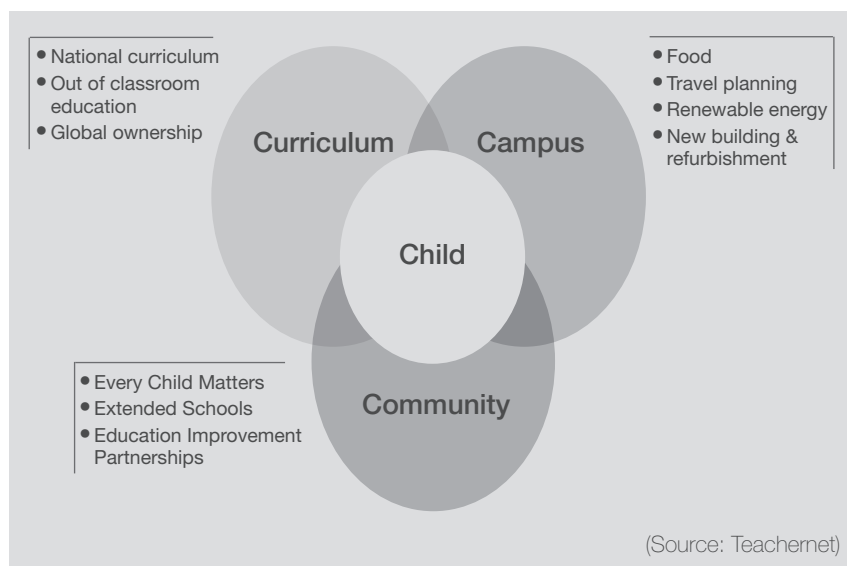 • National curriculum
• Out of classroom
education
• Global ownership
• Food
• Travel planning
• Renewable energy
• New building &
refurbishment
Curriculum
Campus
Child
• Every Child Matters
• Extended Schools
• Education Improvement
Partnerships
Community
(Source: Teachernet)